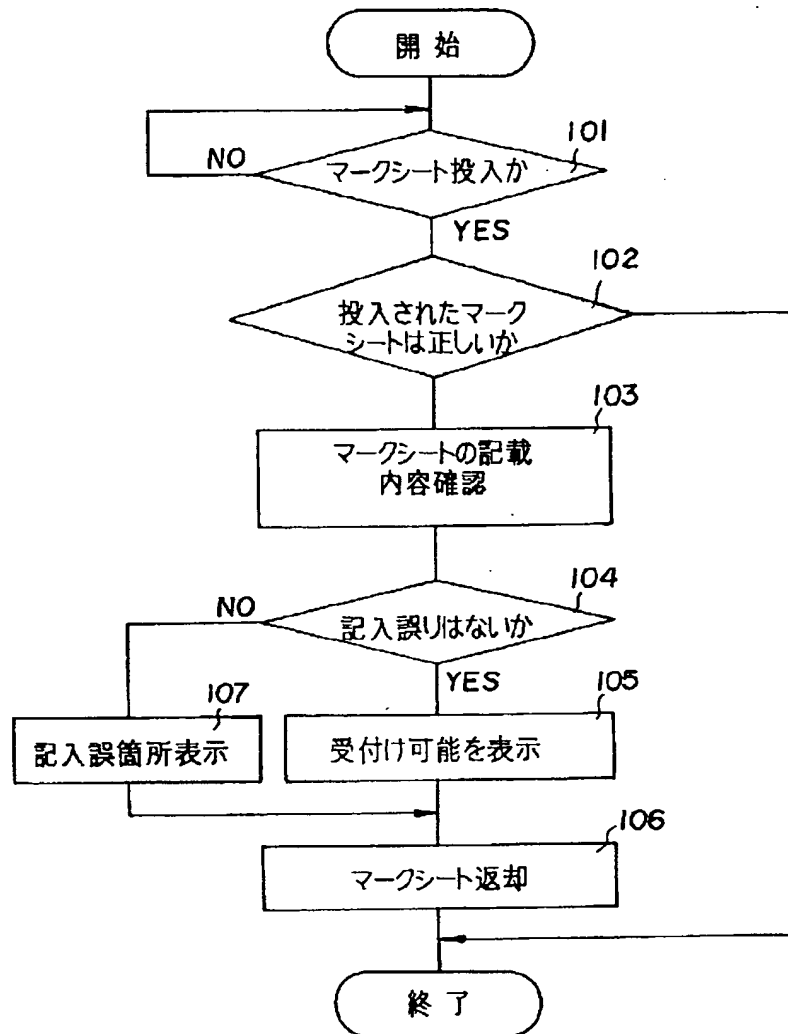 開始
101
NO
マークシート投入か
YES
102
投入されたマーク
シートは正しいか
103
マークシートの記載
内容確認
104
NO
記入誤りはないか
YES
107
105
記入誤箇所表示
受付け可能を表示
106
マークシート返却
終了